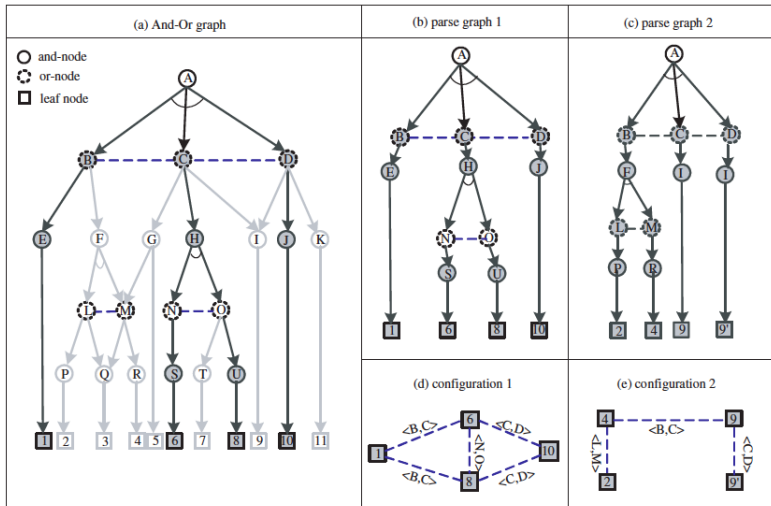 (a) And-Or graph
and-node
or-node
leaf node
A
B C D
E F G H I J K
L M N O
P Q R S T U
1 2 3 4 5 6 7 8 9 10 11
(b) parse graph 1
A
B C D
E H J
N O
S U
1 6 8 10
(c) parse graph 2
A
B C D
F I I
L M
P R
2 4 9 9'
(d) configuration 1
6
<B,C> <C,D>
1 <N,O> 10
<B,C> <C,D>
8
(e) configuration 2
4 9
<B,C>
<L,M> <C,D>
2 9'